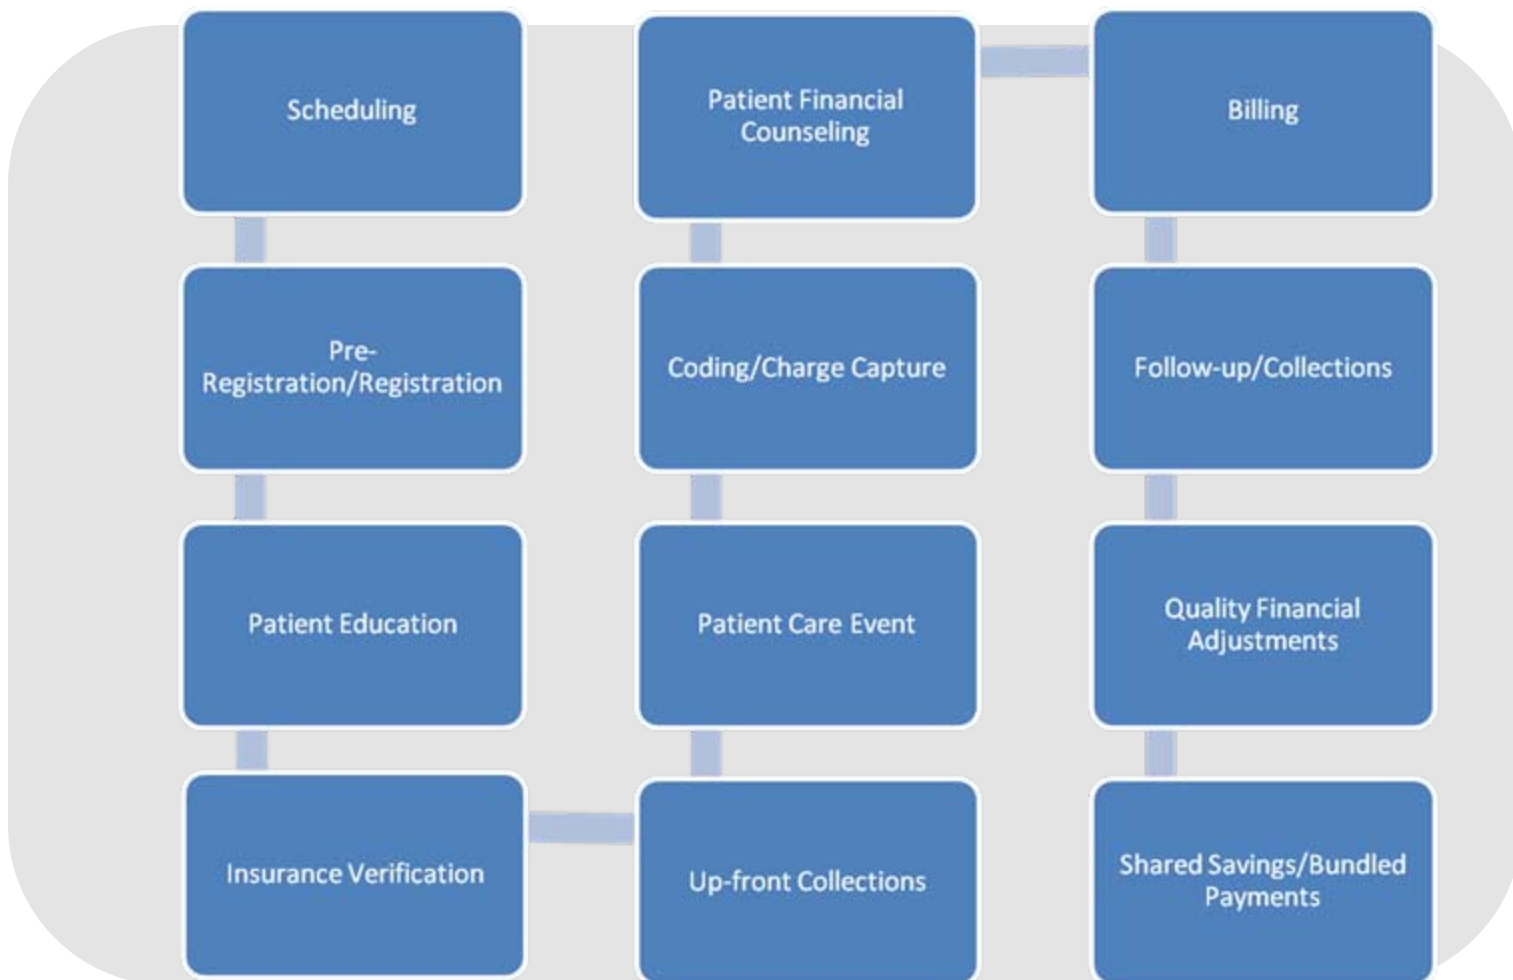 Scheduling
Pre-
Registration/Registration
Patient Education
Insurance Verification
Up-front Collections
Patient Care Event
Coding/Charge Capture
Patient Financial
Counseling
Billing
Follow-up/Collections
Quality Financial
Adjustments
Shared Savings/Bundled
Payments